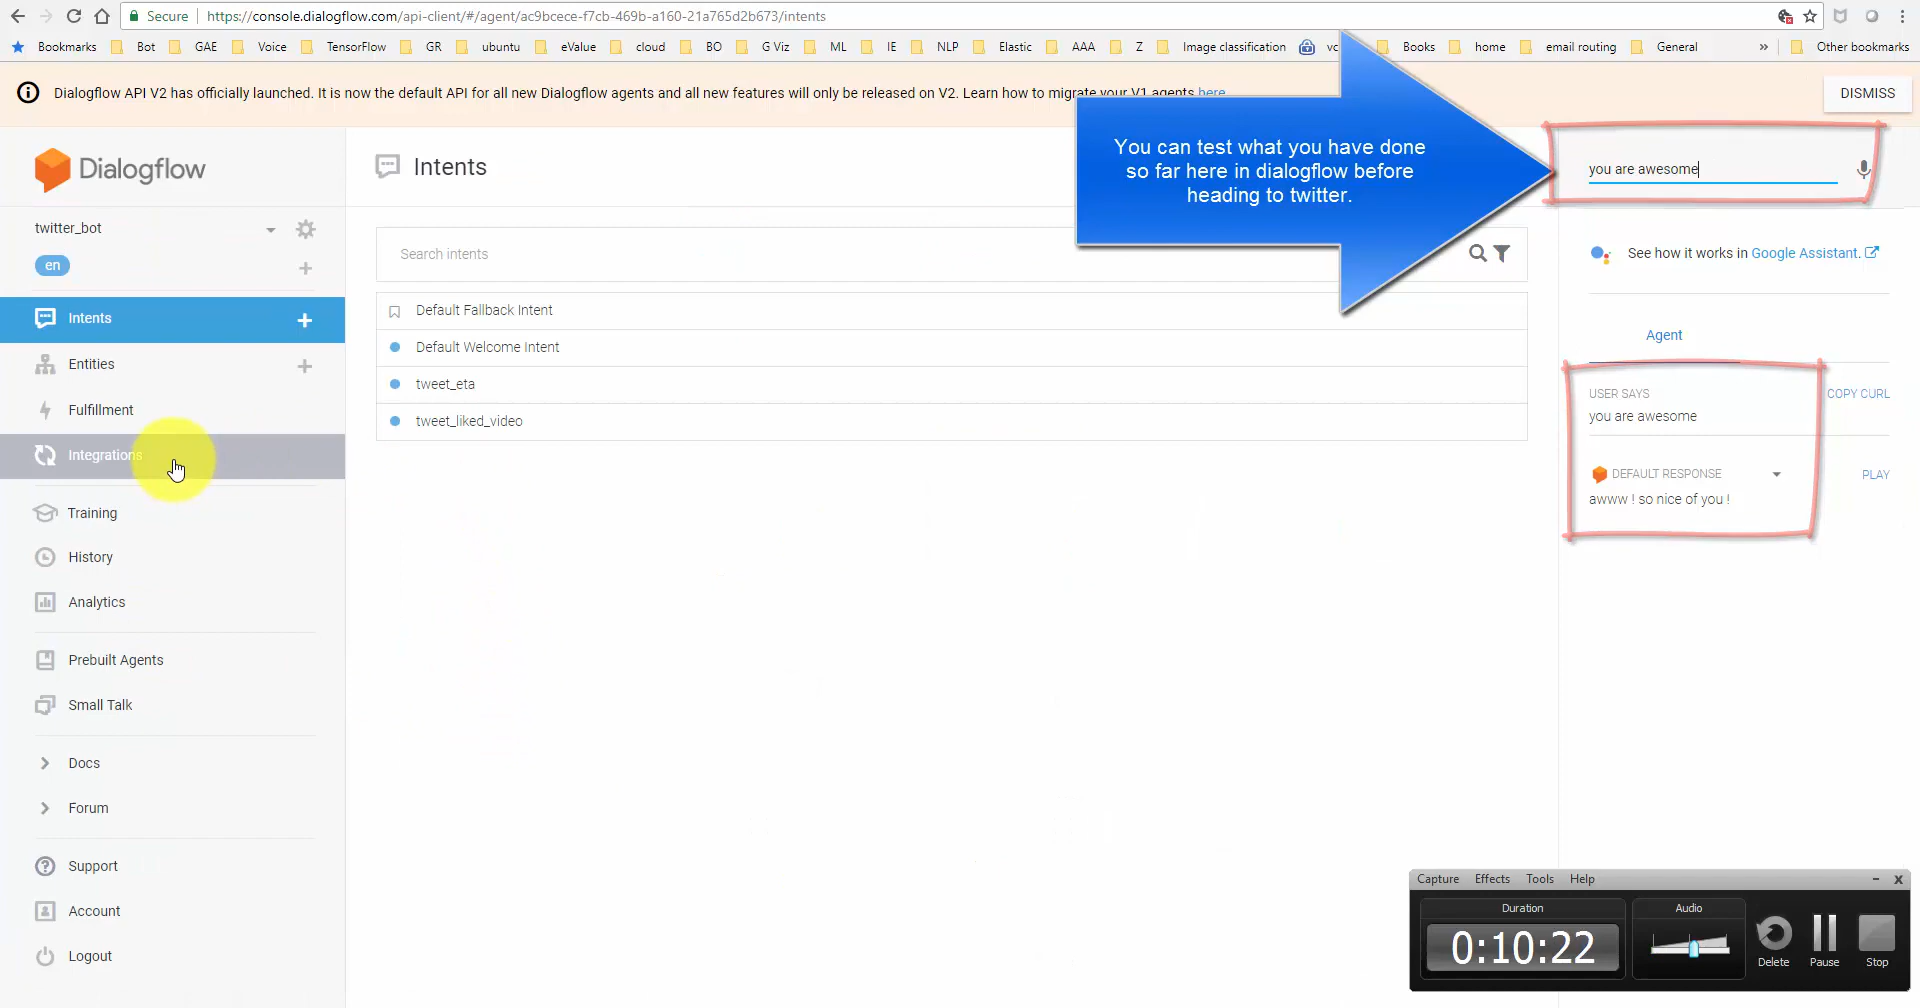 Secure https://console.dialogflow.com/api-client/#/agent/ac9bcece-f7cb-469b-a160-21a765d2b673/intents
Bookmarks Bot GAE Voice TensorFlow GR ubuntu eValue cloud BO G Viz ML IE NLP Elastic AAA Z Image classification Books home email routing General » Other bookmarks
Dialogflow API V2 has officially launched. It is now the default API for all new Dialogflow agents and all new features will only be released on V2. Learn how to migrate your V1 agents here
DISMISS
You can test what you have done
so far here in dialogflow before
heading to twitter.
Dialogflow
Intents
you are awesome
twitter_bot
en
Search intents
See how it works in Google Assistant.
Intents
Entities
Fulfillment
Integrations
Training
History
Analytics
Prebuilt Agents
Small Talk
Docs
Forum
Support
Account
Logout
Default Fallback Intent
Default Welcome Intent
tweet_eta
tweet_liked_video
Agent
USER SAYS COPY CURL
you are awesome
DEFAULT RESPONSE PLAY
awww ! so nice of you !
Capture Effects Tools Help
Duration Audio
0:10:22
Delete Pause Stop